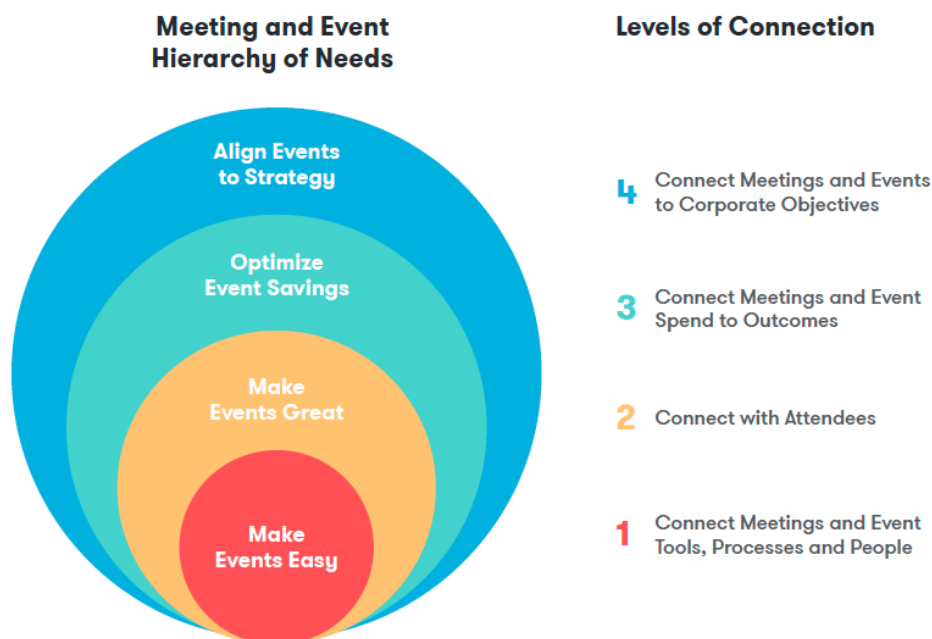 Meeting and Event
Hierarchy of Needs
Align Events
to Strategy
Optimize
Event Savings
Make
Events Great
Make
Events Easy
Levels of Connection
4
Connect Meetings and Events
to Corporate Objectives
3
Connect Meetings and Event
Spend to Outcomes
2
Connect with Attendees
1
Connect Meetings and Event
Tools, Processes and People